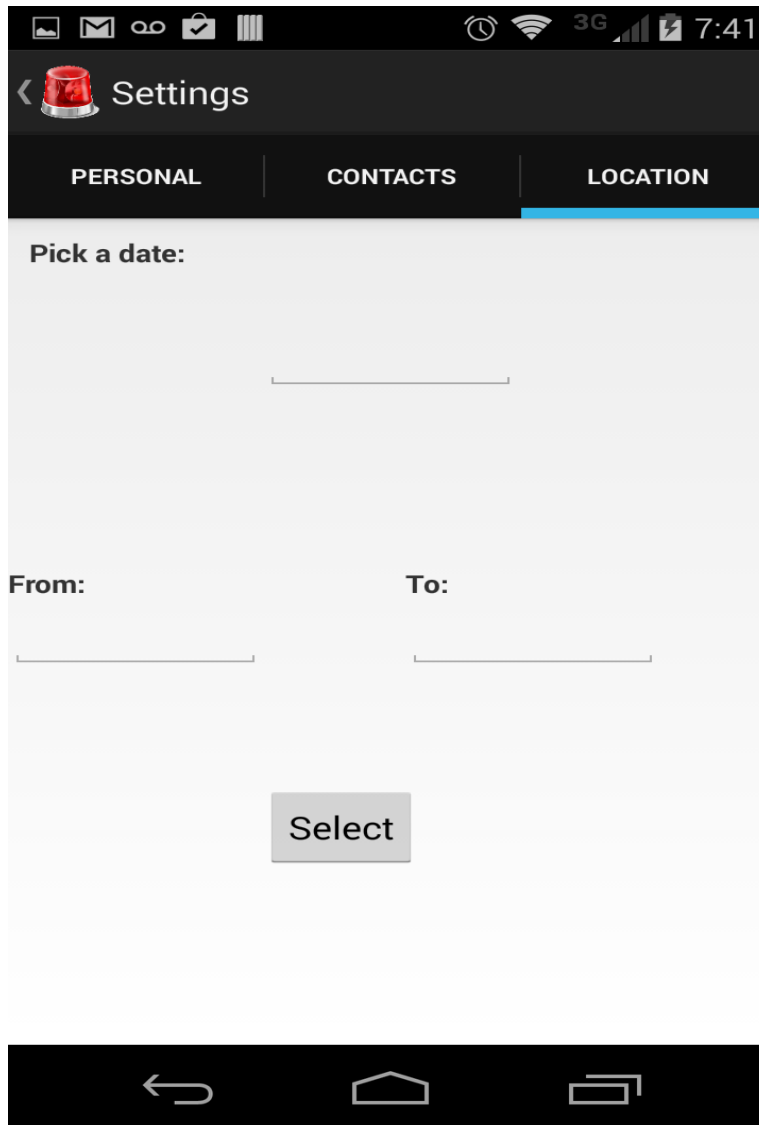 3G 7:41
Settings
PERSONAL CONTACTS LOCATION
Pick a date:
From: To:
Select